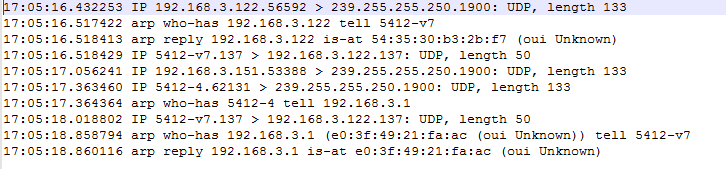 17:05:16.432253 IP 192.168.3.122.56592 > 239.255.255.250.1900: UDP, length 133
17:05:16.517422 arp who-has 192.168.3.122 tell 5412-v7
17:05:16.518413 arp reply 192.168.3.122 is-at 54:35:30:b3:2b:f7 (oui Unknown)
17:05:16.518429 IP 5412-v7.137 > 192.168.3.122.137: UDP, length 50
17:05:17.056241 IP 192.168.3.151.53388 > 239.255.255.250.1900: UDP, length 133
17:05:17.363460 IP 5412-4.62131 > 239.255.255.250.1900: UDP, length 133
17:05:17.364364 arp who-has 5412-4 tell 192.168.3.1
17:05:18.018802 IP 5412-v7.137 > 192.168.3.122.137: UDP, length 50
17:05:18.858794 arp who-has 192.168.3.1 (e0:3f:49:21:fa:ac (oui Unknown)) tell 5412-v7
17:05:18.860116 arp reply 192.168.3.1 is-at e0:3f:49:21:fa:ac (oui Unknown)